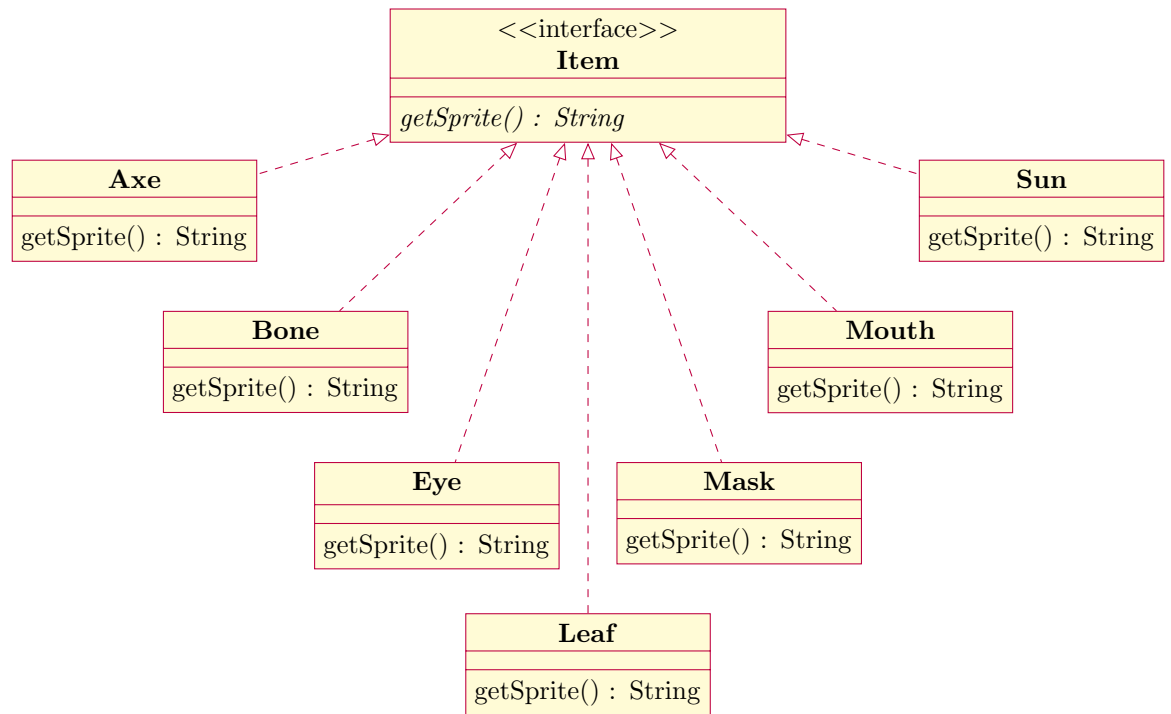 <<interface>>
Item
getSprite() : String
Axe
getSprite() : String
Sun
getSprite() : String
Bone
getSprite() : String
Mouth
getSprite() : String
Eye
getSprite() : String
Mask
getSprite() : String
Leaf
getSprite() : String